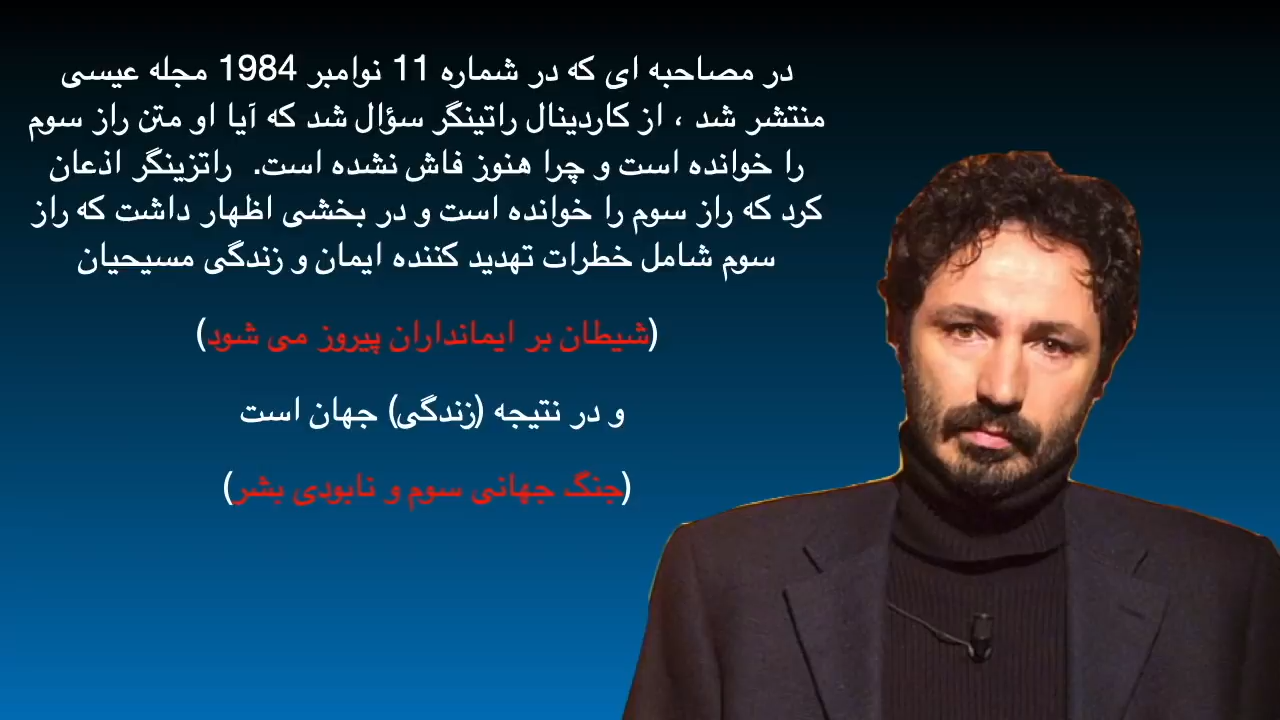 در مصاحبه ای که در شماره 11 نوامبر 1984 مجله عیسی
منتشر شد ، از کاردینال راتینگر سؤال شد که آیا او متن راز سوم
را خوانده است و چرا هنوز فاش نشده است. راتزینگر اذعان
کرد که راز سوم را خوانده است و در بخشی اظهار داشت که راز
سوم شامل خطرات تهدید کننده ایمان و زندگی مسیحیان
(شیطان بر ایمانداران پیروز می شود)
و در نتیجه (زندگی) جهان است
(جنگ جهانی سوم و نابودی بشر)